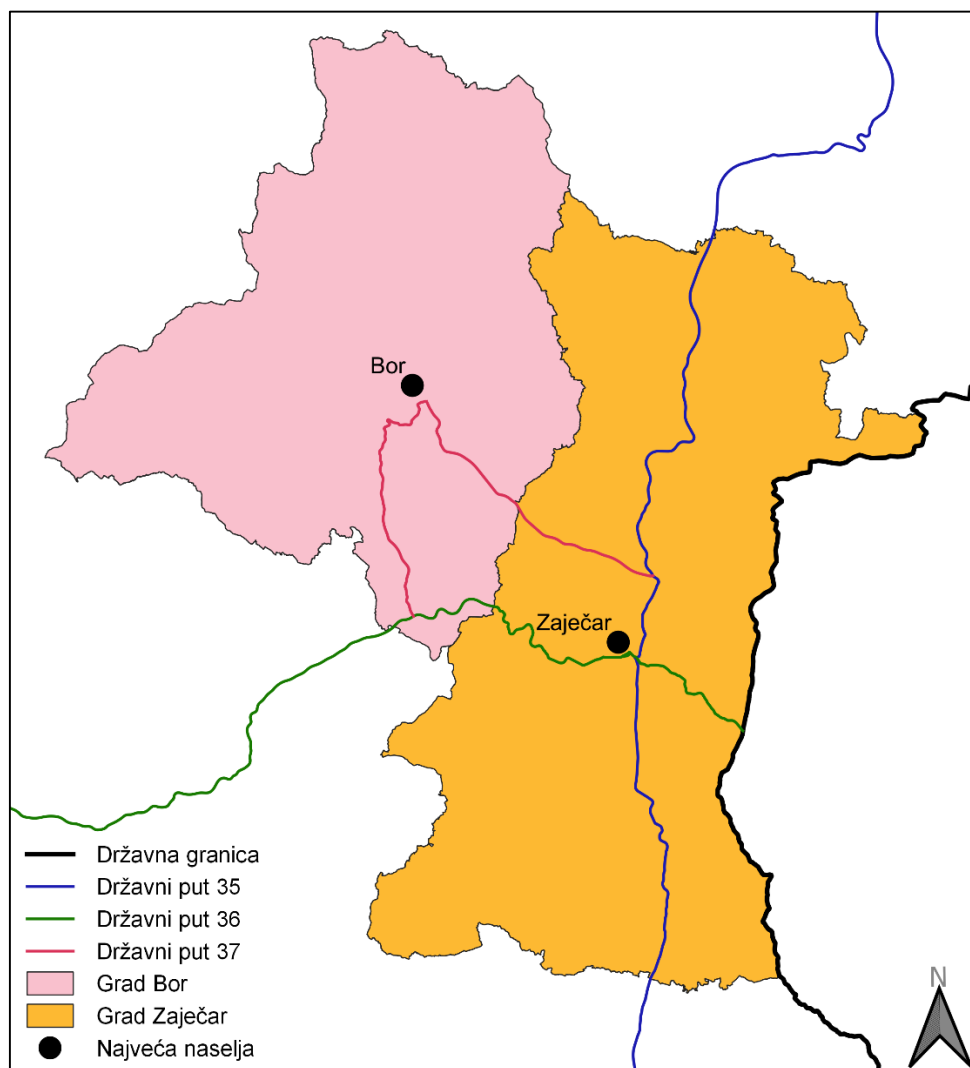 Bor
Zaječar
Državna granica
Državni put 35
Državni put 36
Državni put 37
Grad Bor
Grad Zaječar
Najveća naselja
N